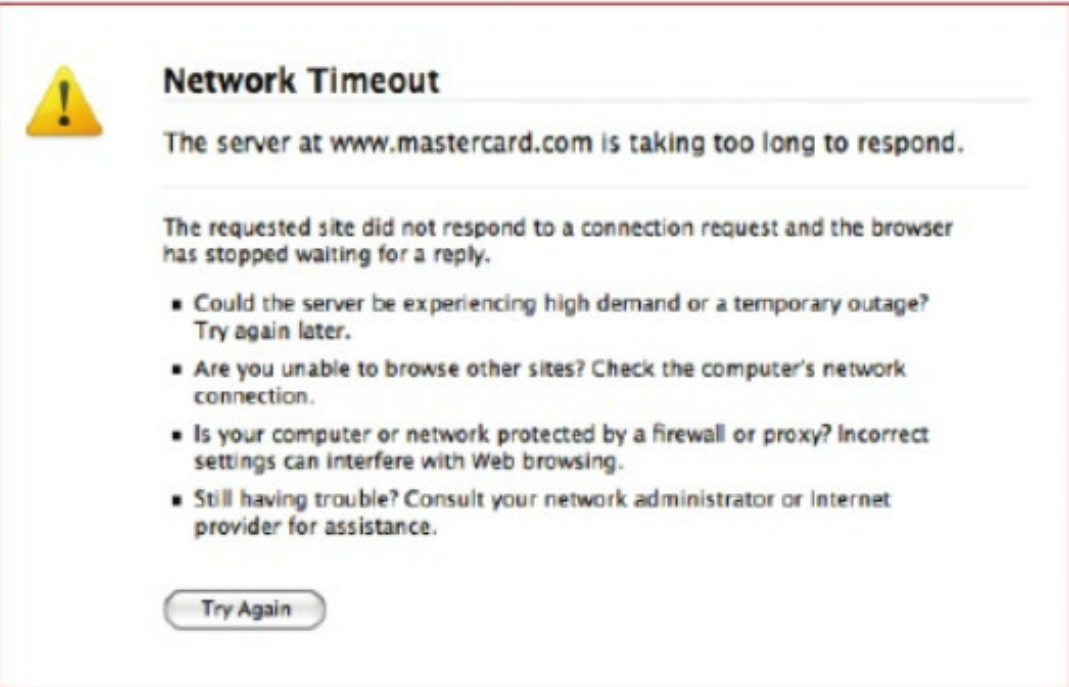 Network Timeout
The server at www.mastercard.com is taking too long to respond.
The requested site did not respond to a connection request and the browser
has stopped waiting for a reply.
▪ Could the server be experiencing high demand or a temporary outage?
Try again later.
▪ Are you unable to browse other sites? Check the computer's network
connection.
▪ Is your computer or network protected by a firewall or proxy? Incorrect
settings can interfere with Web browsing.
▪ Still having trouble? Consult your network administrator or Internet
provider for assistance.
Try Again